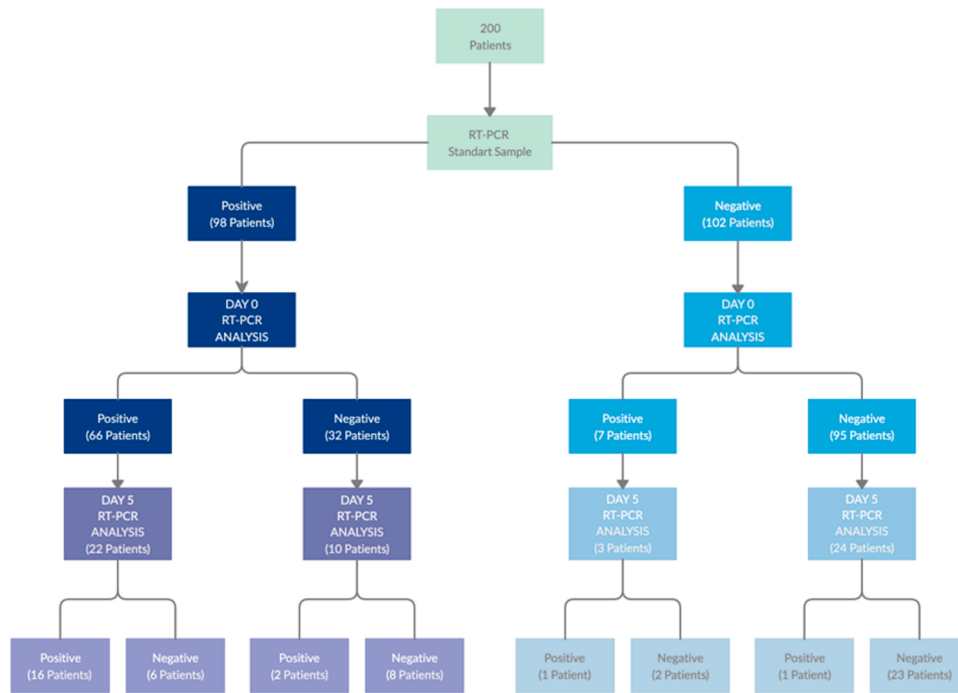 200
Patients
RT-PCR
Standart Sample
Positive
(98 Patients)
Negative
(102 Patients)
DAY 0
RT-PCR
ANALYSIS
DAY 0
RT-PCR
ANALYSIS
Positive
(66 Patients)
Negative
(32 Patients)
Positive
(7 Patients)
Negative
(95 Patients)
DAY 5
RT-PCR
ANALYSIS
(22 Patients)
DAY 5
RT-PCR
ANALYSIS
(10 Patients)
DAY 5
RT-PCR
ANALYSIS
(3 Patients)
DAY 5
RT-PCR
ANALYSIS
(24 Patients)
Positive
(16 Patients)
Negative
(6 Patients)
Positive
(2 Patients)
Negative
(8 Patients)
Positive
(1 Patient)
Negative
(2 Patients)
Positive
(1 Patient)
Negative
(23 Patients)